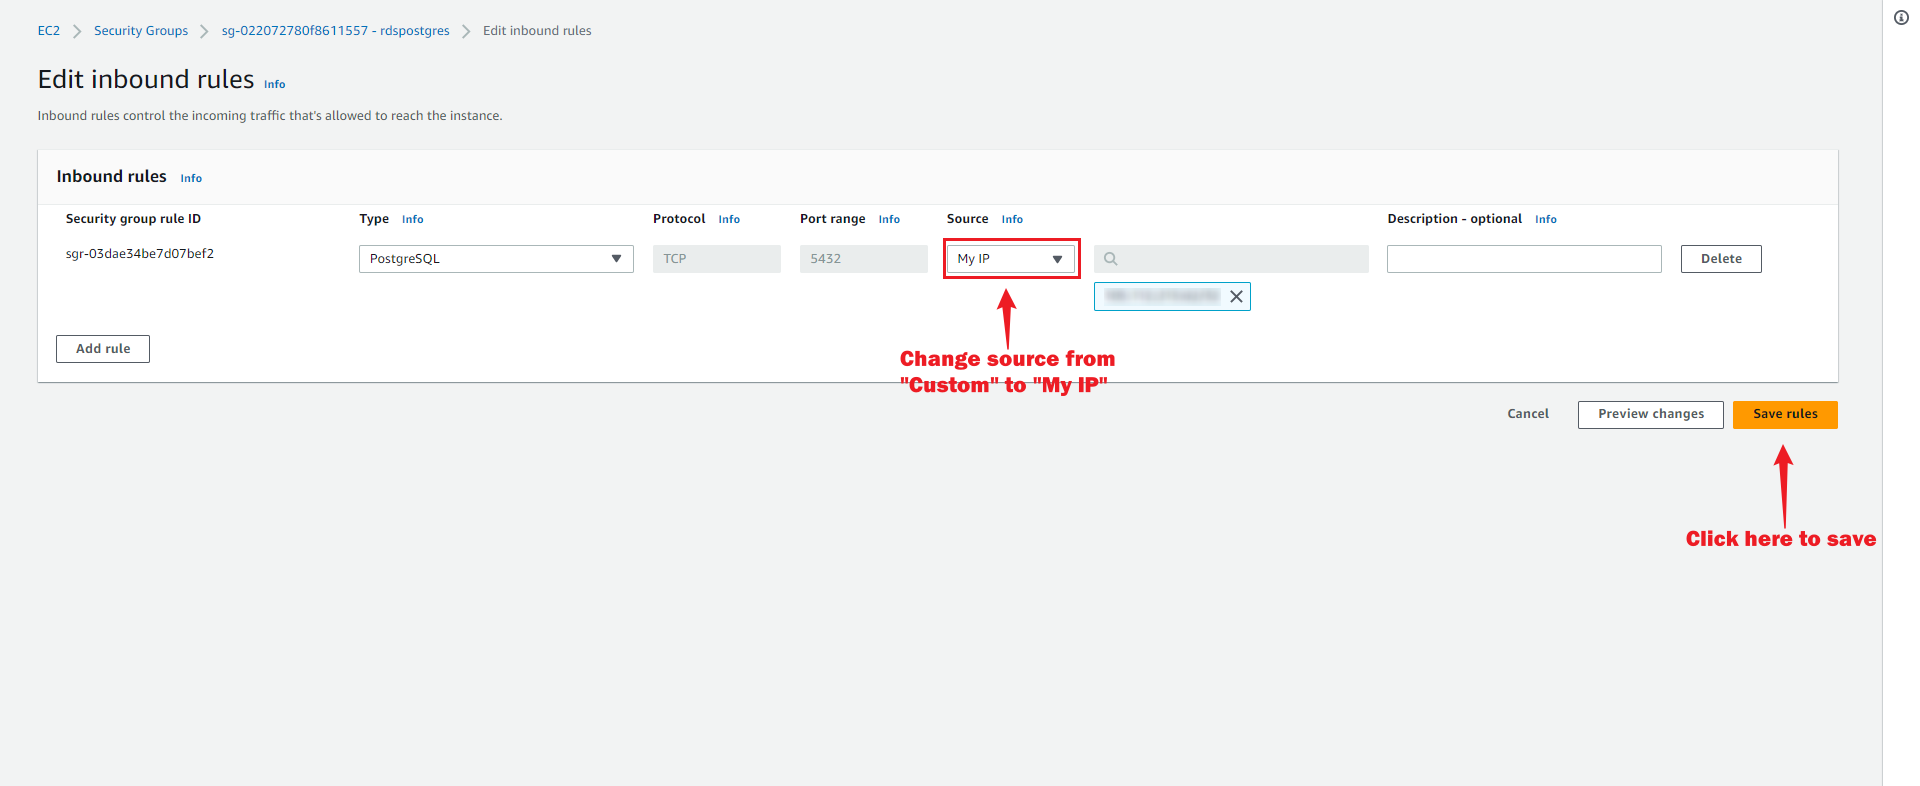 EC2 Security Groups sg-022072780f8611557 - rdspostgres Edit inbound rules
Edit inbound rules Info
Inbound rules control the incoming traffic that's allowed to reach the instance.
Inbound rules Info
Security group rule ID Type Info Protocol Info Port range Info Source Info Description - optional Info
sgr-03dae34be7d07bef2 PostgreSQL TCP 5432 My IP Delete
Add rule
Change source from
"Custom" to "My IP"
Cancel Preview changes Save rules
Click here to save